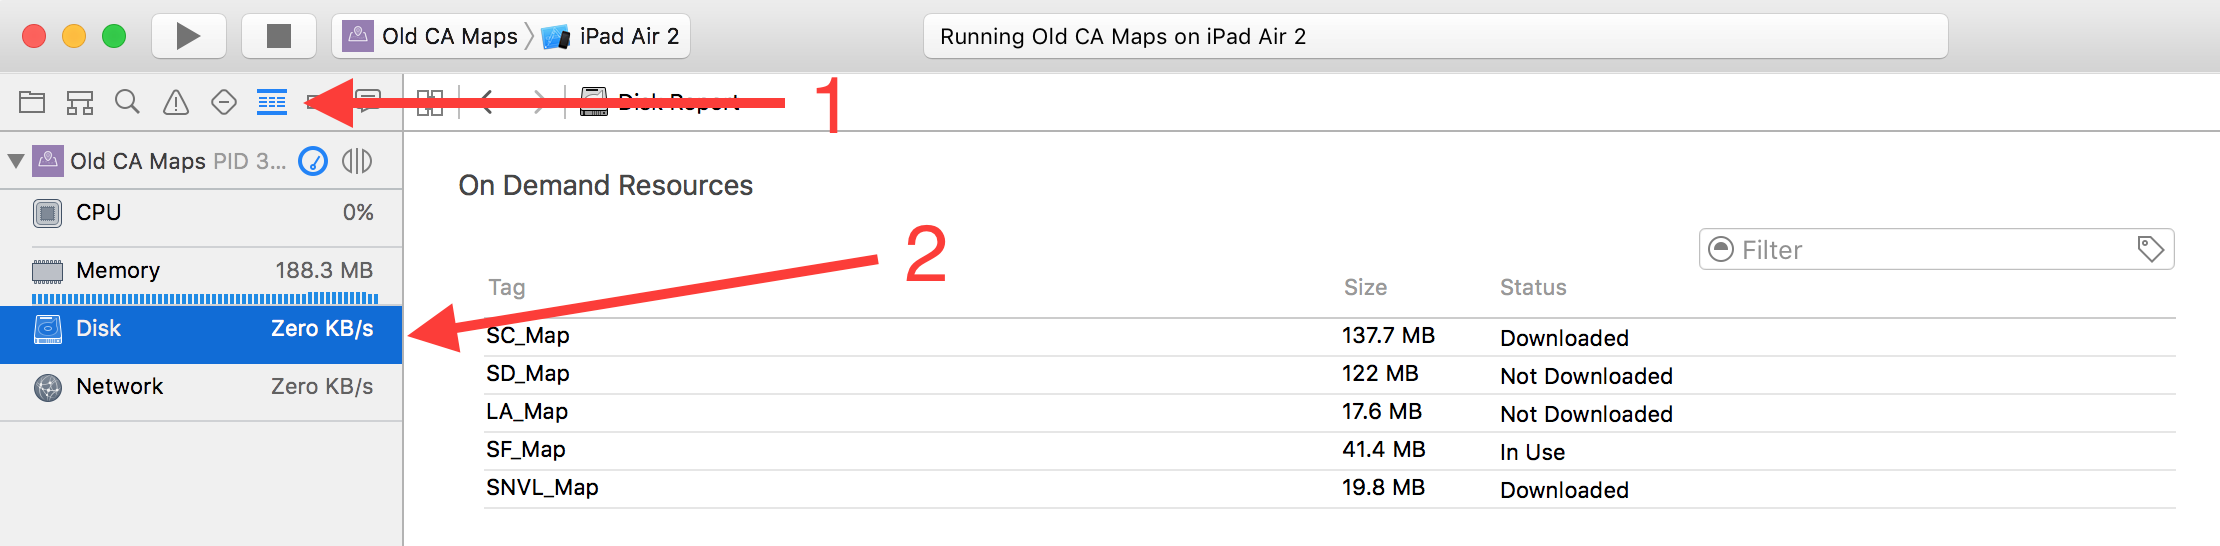 Old CA Maps iPad Air 2
Running Old CA Maps on iPad Air 2
1
Disk Report
Old CA Maps PID 3...
CPU 0%
Memory 188.3 MB
Disk Zero KB/s
Network Zero KB/s
On Demand Resources
2
Filter
Tag Size Status
SC_Map 137.7 MB Downloaded
SD_Map 122 MB Not Downloaded
LA_Map 17.6 MB Not Downloaded
SF_Map 41.4 MB In Use
SNVL_Map 19.8 MB Downloaded